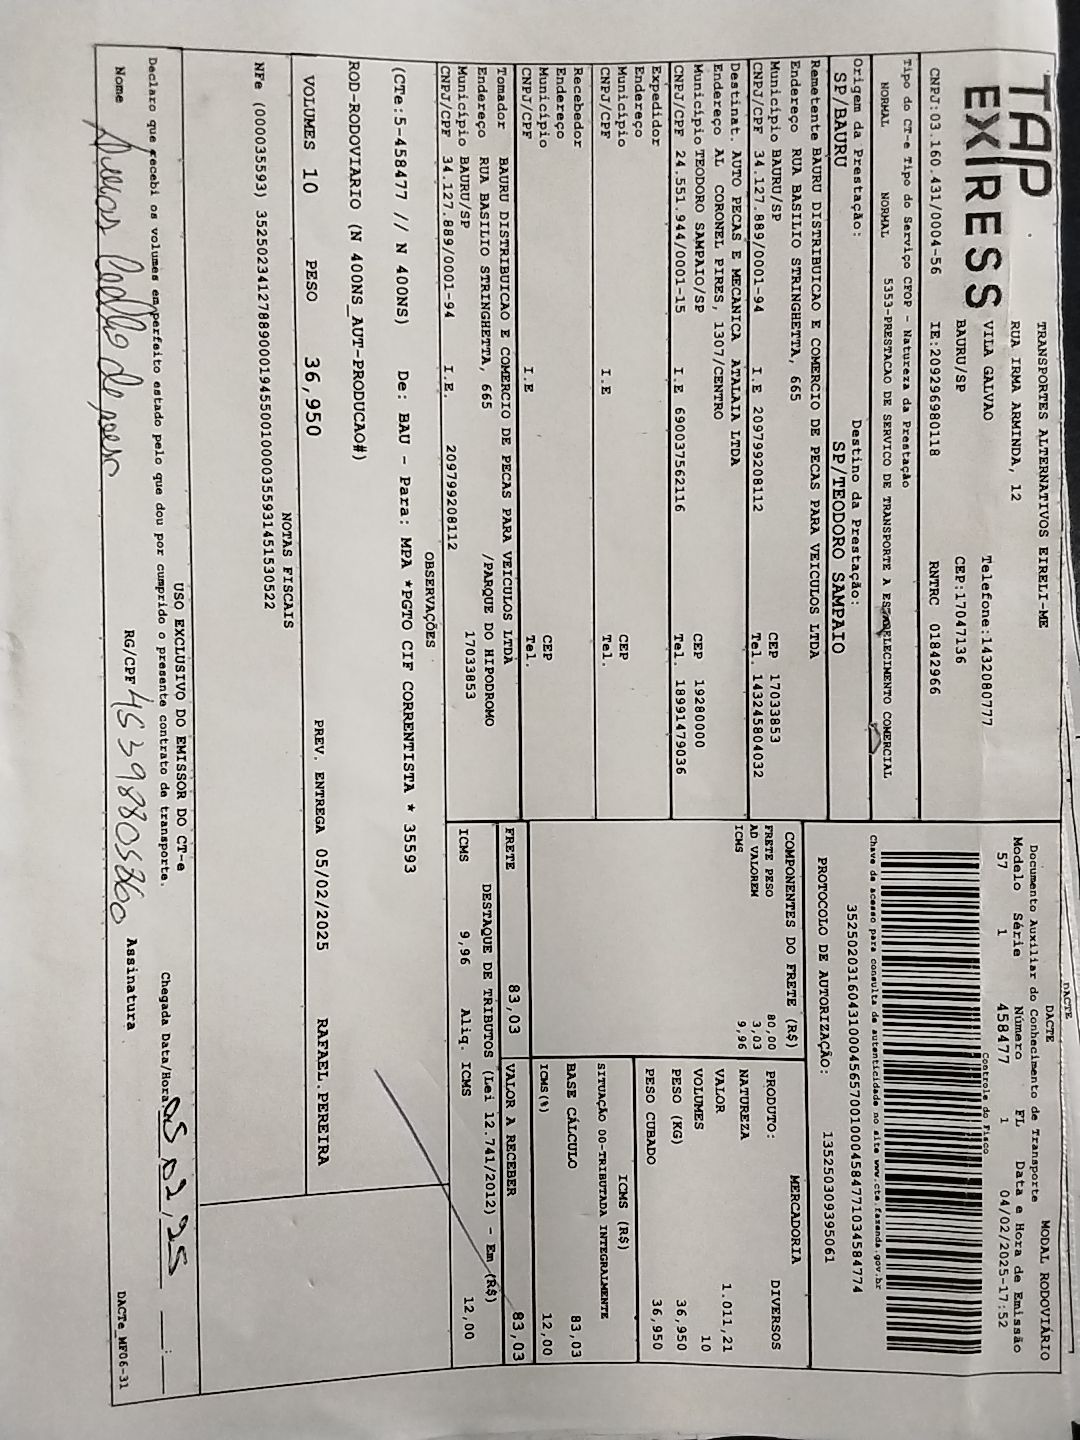 TAP
EXPRESS
TRANSPORTES ALTERNATIVOS EIRELI-ME
RUA IRMA ARMINDA, 12
Telefone:1432080777
VILA GALVAO
CEP:17047136
BAURU/SP
CNPJ:03.160.431/0004-56 IE:209296980118 RNTRC 01842966
Tipo do CT-e Tipo do Serviço CFOP - Natureza da Prestação
NORMAL NORMAL 5353-PRESTACAO DE SERVICO DE TRANSPORTE A ESTABELECIMENTO COMERCIAL
Origem da Prestação: Destino da Prestação:
SP/BAURU SP/TEODORO SAMPAIO
Remetente BAURU DISTRIBUICAO E COMERCIO DE PECAS PARA VEICULOS LTDA
Endereço RUA BASILIO STRINGHETTA, 665
Município BAURU/SP CEP 17033853
CNPJ/CPF 34.127.889/0001-94 I.E 209799208112 Tel. 143245804032
Destinat. AUTO PECAS E MECANICA ATALAIA LTDA
Endereço AL CORONEL PIRES, 1307/CENTRO
Município TEODORO SAMPAIO/SP CEP 19280000
CNPJ/CPF 24.551.944/0001-15 I.E 690037562116 Tel. 18991479036
Expedidor
Endereço
Município CEP
CNPJ/CPF I.E Tel.
Recebedor
Endereço
Município CEP
CNPJ/CPF I.E Tel.
Tomador BAURU DISTRIBUICAO E COMERCIO DE PECAS PARA VEICULOS LTDA
Endereço RUA BASILIO STRINGHETTA, 665 /PARQUE DO HIPODROMO
Município BAURU/SP 17033853
CNPJ/CPF 34.127.889/0001-94 I.E. 209799208112
DACTE
DACTE MODAL RODOVIÁRIO
Documento Auxiliar do Conhecimento de Transporte
Modelo Série Número FL Data e Hora de Emissão
57 1 458477 1 04/02/2025-17:52
Controle do Fisco
Chave de acesso para consulta de autenticidade no site www.cte.fazenda.gov.br
35250203160431000456570010004584771034584774
PROTOCOLO DE AUTORIZAÇÃO: 135250309395061
COMPONENTES DO FRETE (R$)
FRETE PESO 80,00
AD VALOREM 3,03
ICMS 9,96
MERCADORIA
PRODUTO: DIVERSOS
NATUREZA
VALOR 1.011,21
VOLUMES 10
PESO (KG) 36,950
PESO CUBADO 36,950
ICMS (R$)
SITUAÇÃO 00-TRIBUTADA INTEGRALMENTE
BASE CÁLCULO 83,03
ICMS(%) 12,00
FRETE 83,03 VALOR A RECEBER 83,03
DESTAQUE DE TRIBUTOS (Lei 12.741/2012) - Em (R$)
ICMS 9,96 Aliq. ICMS 12,00
OBSERVAÇÕES
(CTe:5-458477 // N 400NS) De: BAU - Para: MPA *PGTO CIF CORRENTISTA * 35593
ROD-RODOVIARIO (N 400NS_AUT-PRODUCAO#)
VOLUMES 10 PESO 36,950 PREV. ENTREGA 05/02/2025 RAFAEL.PEREIRA
NOTAS FISCAIS
NFe (000035593) 35250234127889000194550010000355931451530522
USO EXCLUSIVO DO EMISSOR DO CT-e
Declaro que recebi os volumes em perfeito estado pelo que dou por cumprido o presente contrato de transporte. Chegada Data/Hora 05 02 25 :
Nome RG/CPF 45398805860 Assinatura
DACTe_MF06-31